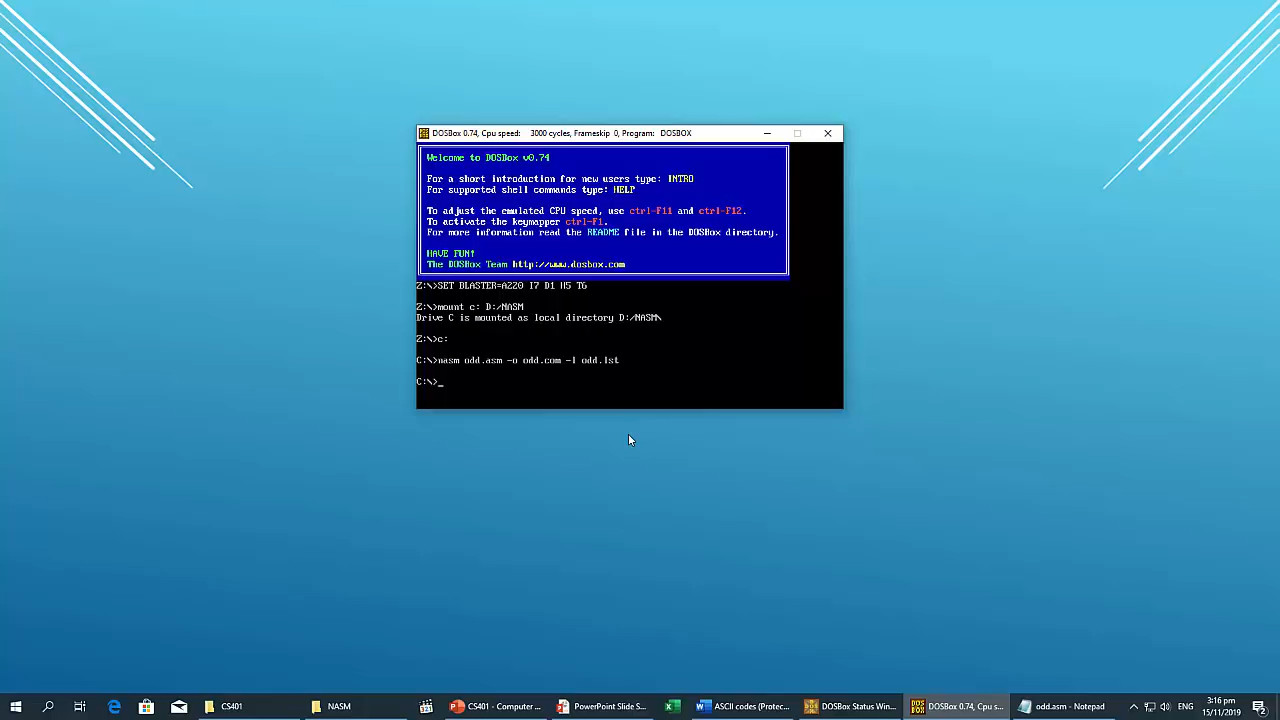 DOSBox 0.74, Cpu speed: 3000 cycles, Frameskip 0, Program: DOSBOX
Welcome to DOSBox v0.74
For a short introduction for new users type: INTRO
For supported shell commands type: HELP
To adjust the emulated CPU speed, use ctrl-F11 and ctrl-F12.
To activate the keymapper ctrl-F1.
For more information read the README file in the DOSBox directory.
HAVE FUN!
The DOSBox Team http://www.dosbox.com
Z:\>SET BLASTER=A220 I7 D1 H5 T6
Z:\>mount c: D:/NASM
Drive C is mounted as local directory D:/NASM\
Z:\>c:
C:\>nasm odd.asm -o odd.com -l odd.lst
C:\>_
CS401
NASM
321
CS401 - Computer ...
PowerPoint Slide S...
ASCII codes (Protec...
DOSBox Status Win...
DOSBox 0.74, Cpu s...
odd.asm - Notepad
ENG
3:16 pm
15/11/2019
2